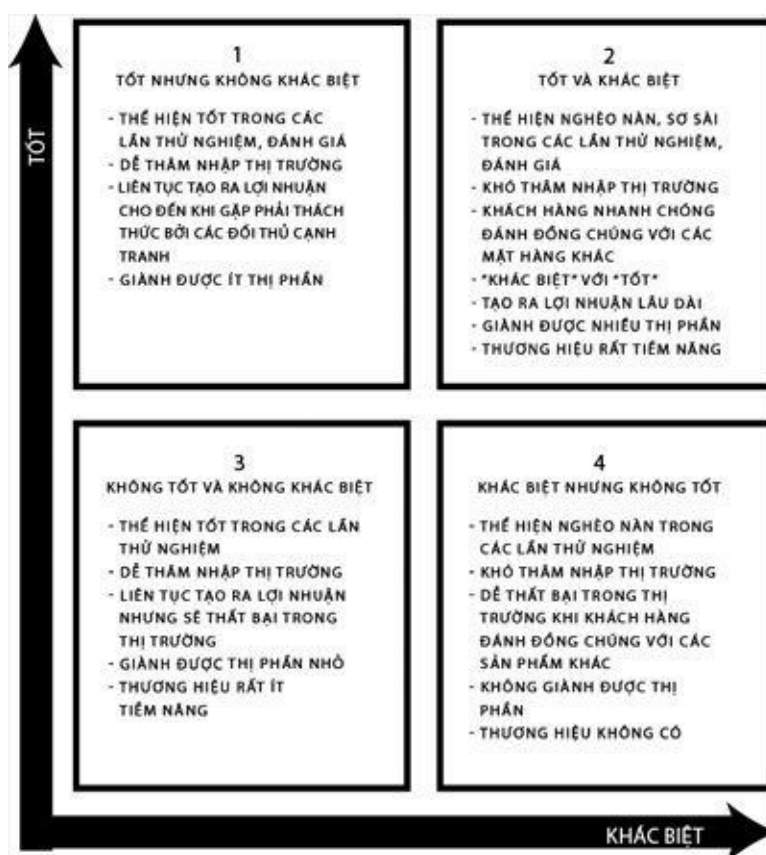 TỐT
1
TỐT NHƯNG KHÔNG KHÁC BIỆT
- THỂ HIỆN TỐT TRONG CÁC
LẦN THỬ NGHIỆM, ĐÁNH GIÁ
- DỄ THÂM NHẬP THỊ TRƯỜNG
- LIÊN TỤC TẠO RA LỢI NHUẬN
CHO ĐẾN KHI GẶP PHẢI THÁCH
THỨC BỞI CÁC ĐỐI THỦ CẠNH
TRANH
- GIÀNH ĐƯỢC ÍT THỊ PHẦN
2
TỐT VÀ KHÁC BIỆT
- THỂ HIỆN NGHÈO NÀN, SƠ SÀI
TRONG CÁC LẦN THỬ NGHIỆM,
ĐÁNH GIÁ
- KHÓ THÂM NHẬP THỊ TRƯỜNG
- KHÁCH HÀNG NHANH CHÓNG
ĐÁNH ĐỒNG CHÚNG VỚI CÁC
MẶT HÀNG KHÁC
- "KHÁC BIỆT" VỚI "TỐT"
- TẠO RA LỢI NHUẬN LÂU DÀI
- GIÀNH ĐƯỢC NHIỀU THỊ PHẦN
- THƯƠNG HIỆU RẤT TIỀM NĂNG
3
KHÔNG TỐT VÀ KHÔNG KHÁC BIỆT
- THỂ HIỆN TỐT TRONG CÁC LẦN
THỬ NGHIỆM
- DỄ THÂM NHẬP THỊ TRƯỜNG
- LIÊN TỤC TẠO RA LỢI NHUẬN
NHƯNG SẼ THẤT BẠI TRONG
THỊ TRƯỜNG
- GIÀNH ĐƯỢC THỊ PHẦN NHỎ
- THƯƠNG HIỆU RẤT ÍT
TIỀM NĂNG
4
KHÁC BIỆT NHƯNG KHÔNG TỐT
- THỂ HIỆN NGHÈO NÀN TRONG
CÁC LẦN THỬ NGHIỆM
- KHÓ THÂM NHẬP THỊ TRƯỜNG
- DỄ THẤT BẠI TRONG THỊ
TRƯỜNG KHI KHÁCH HÀNG
ĐÁNH ĐỒNG CHÚNG VỚI CÁC
SẢN PHẨM KHÁC
- KHÔNG GIÀNH ĐƯỢC THỊ
PHẦN
- THƯƠNG HIỆU KHÔNG CÓ
KHÁC BIỆT